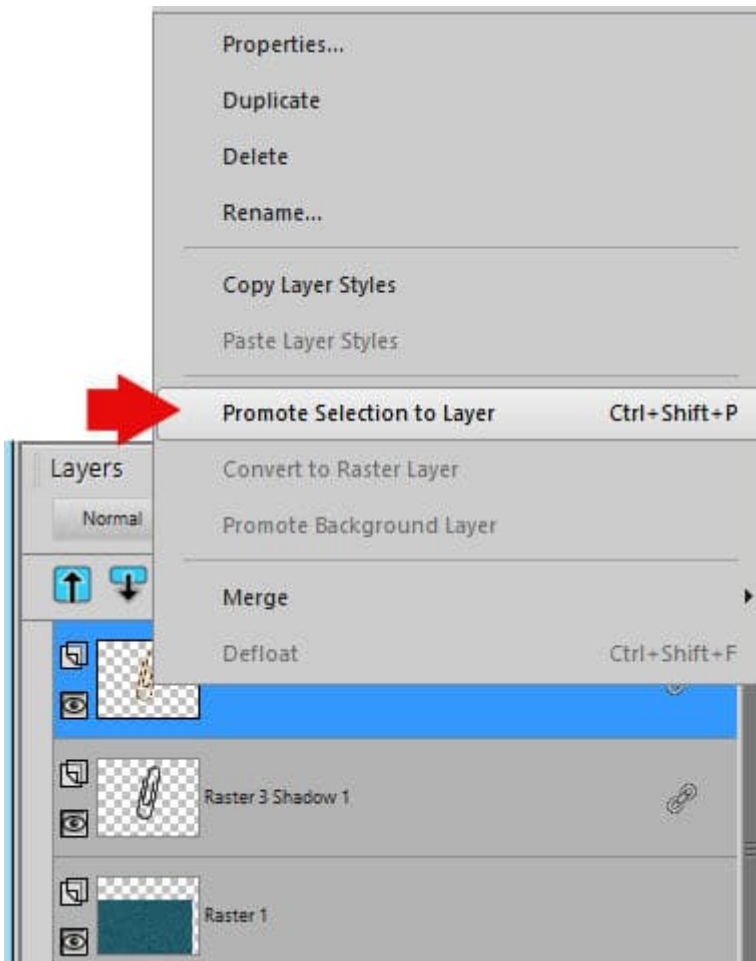 Properties...
Duplicate
Delete
Rename...
Copy Layer Styles
Paste Layer Styles
Promote Selection to Layer Ctrl+Shift+P
Convert to Raster Layer
Promote Background Layer
Merge
Defloat Ctrl+Shift+F
Layers
Normal
Raster 3 Shadow 1
Raster 1